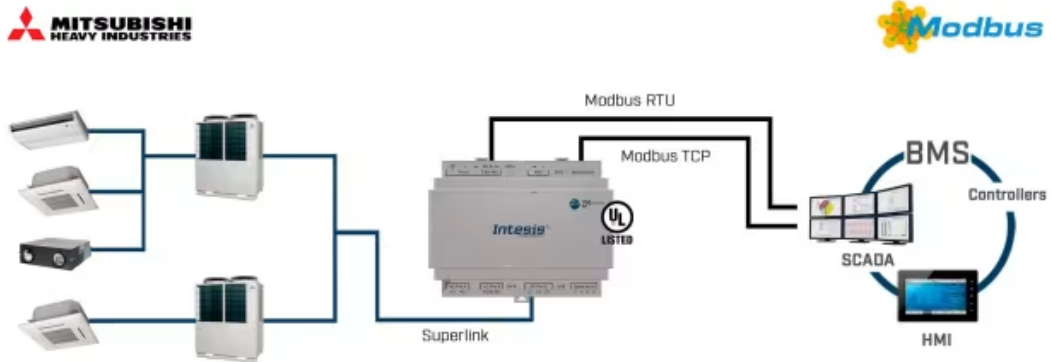 MITSUBISHI
HEAVY INDUSTRIES
Modbus
Modbus RTU
Modbus TCP
BMS
Controllers
Intesis
UL
LISTED
SCADA
HMI
Superlink